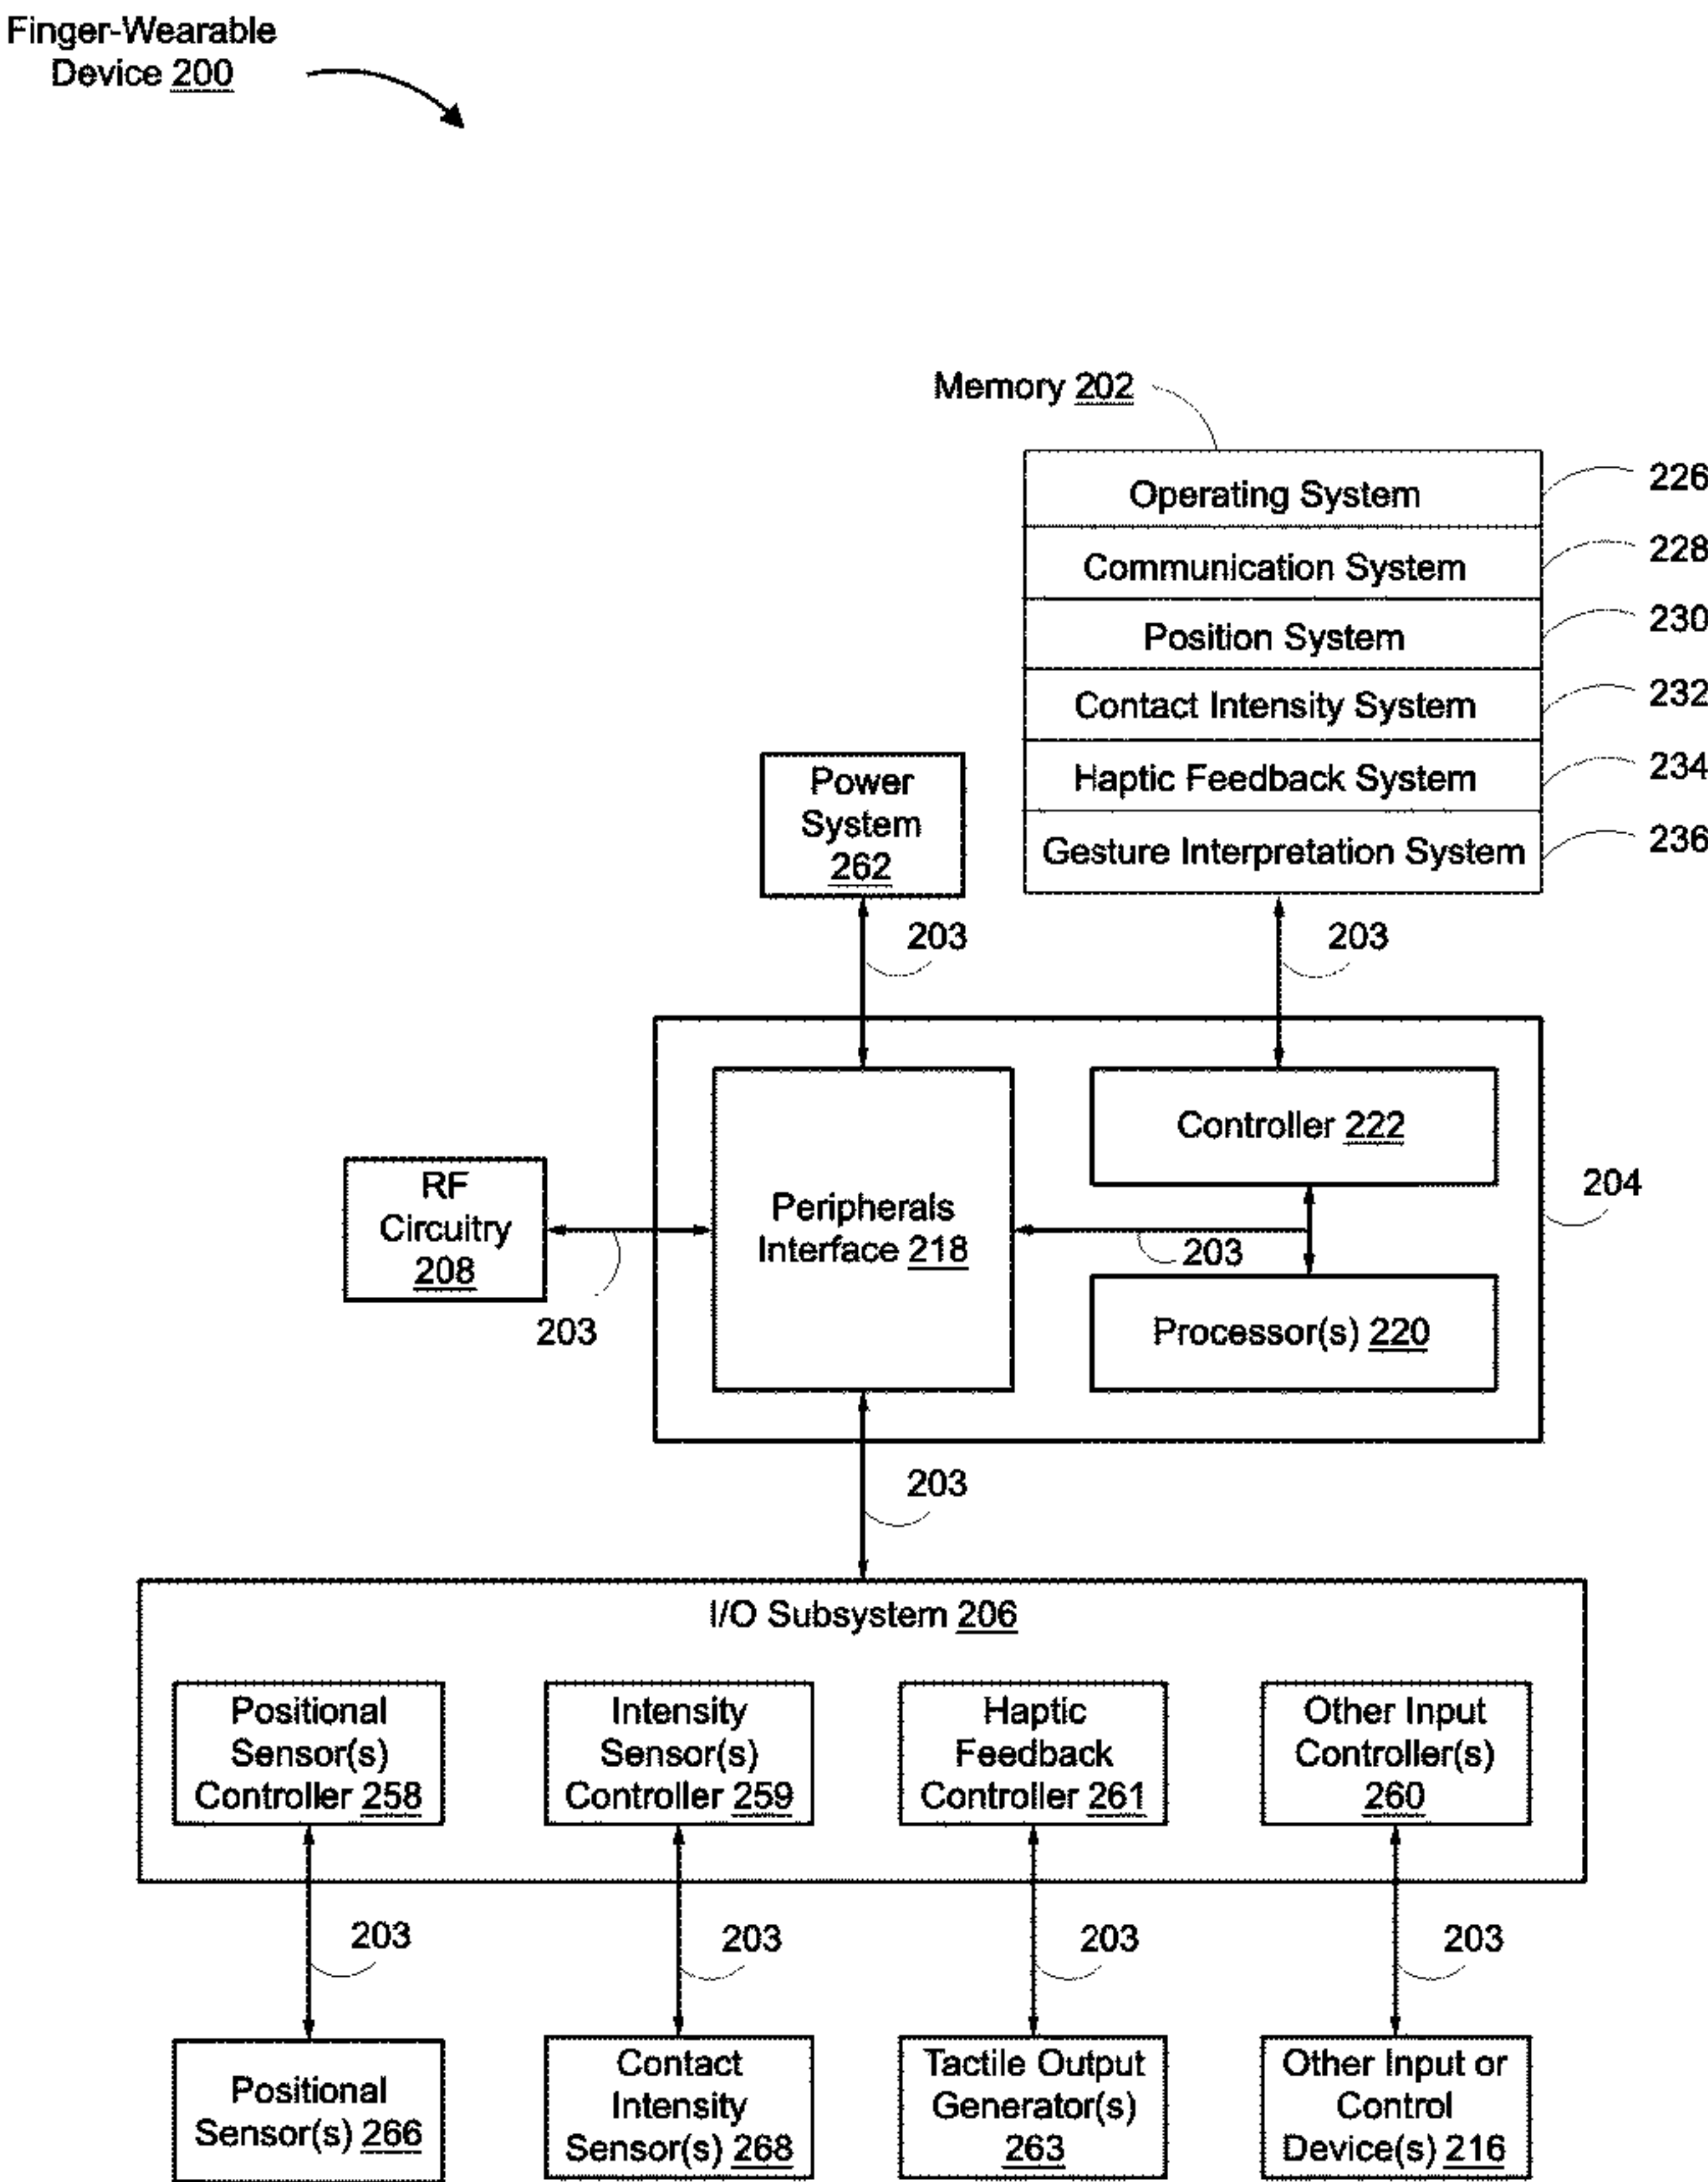 Finger-Wearable
Device 200
Memory 202
Operating System
226
Communication System
228
Position System
230
Contact Intensity System
232
Haptic Feedback System
234
Gesture Interpretation System
236
Power
System
262
203
203
Controller 222
204
RF
Circuitry
208
203
Peripherals
Interface 218
203
Processor(s) 220
203
I/O Subsystem 206
Positional
Sensor(s)
Controller 258
Intensity
Sensor(s)
Controller 259
Haptic
Feedback
Controller 261
Other Input
Controller(s)
260
203
203
203
203
Positional
Sensor(s) 266
Contact
Intensity
Sensor(s) 268
Tactile Output
Generator(s)
263
Other Input or
Control
Device(s) 216